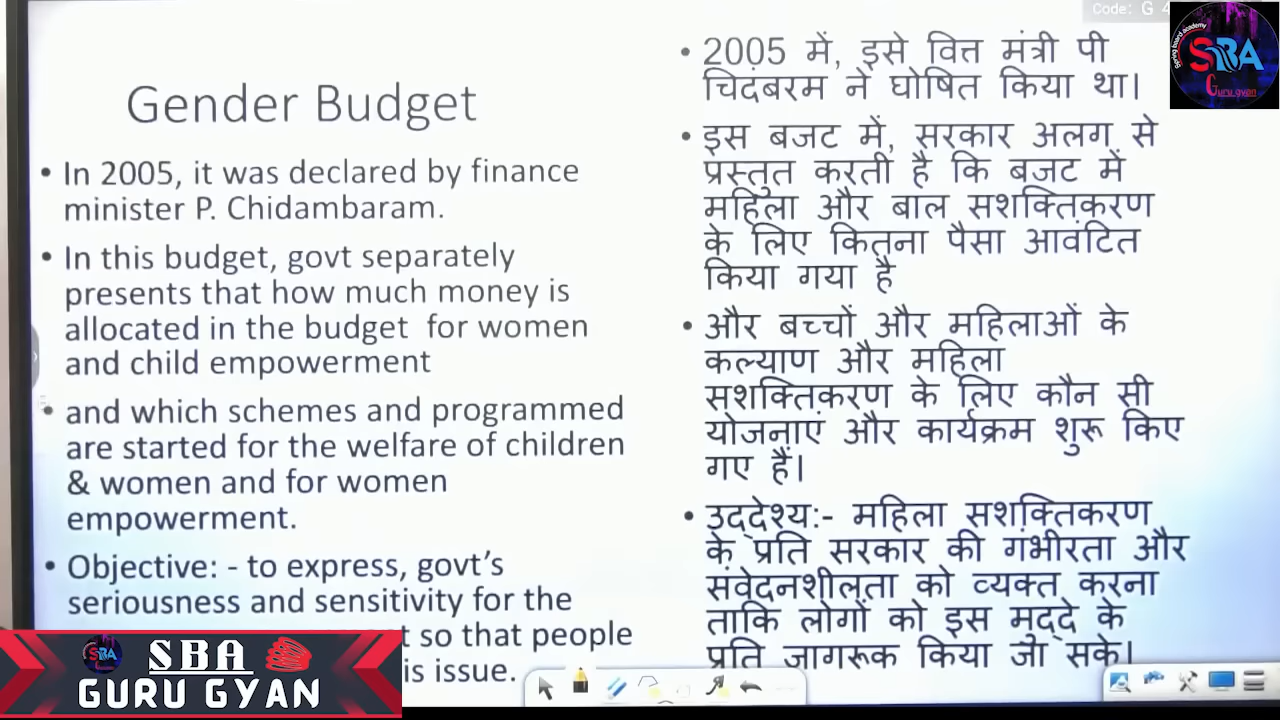 Code: G 4
Gender Budget
• In 2005, it was declared by finance
minister P. Chidambaram.
• In this budget, govt separately
presents that how much money is
allocated in the budget for women
and child empowerment
• and which schemes and programmed
are started for the welfare of children
& women and for women
empowerment.
• Objective: - to express, govt's
seriousness and sensitivity for the
t so that people
is issue.
• 2005 में, इसे वित्त मंत्री पी
चिदंबरम ने घोषित किया था।
• इस बजट में, सरकार अलग से
प्रस्तुत करती है कि बजट में
महिला और बाल सशक्तिकरण
के लिए कितना पैसा आवंटित
किया गया है
• और बच्चों और महिलाओं के
कल्याण और महिला
सशक्तिकरण के लिए कौन सी
योजनाएं और कार्यक्रम शुरू किए
गए हैं।
• उद्देश्य:- महिला सशक्तिकरण
के प्रति सरकार की गंभीरता और
संवेदनशीलता को व्यक्त करना
ताकि लोगों को इस मुद्दे के
प्रति जागरूक किया जा सके।
SBA
Guru gyan
SBA
SBA
GURU GYAN